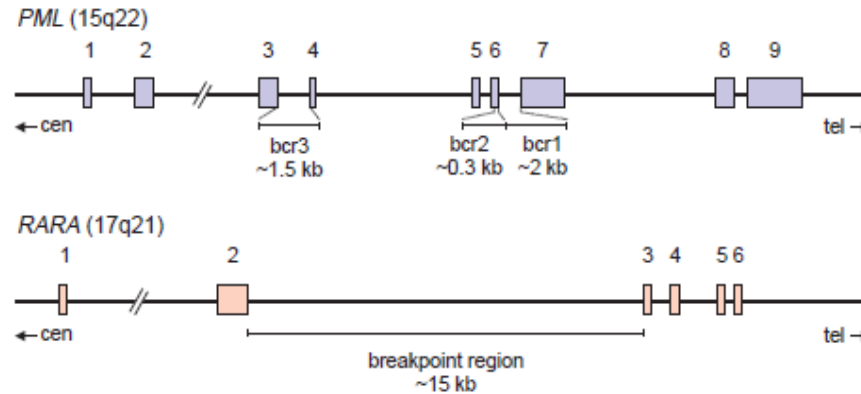 PML (15q22)
1 2 3 4 5 6 7 8 9
←cen tel→
bcr3 bcr2 bcr1
~1.5 kb ~0.3 kb ~2 kb
RARA (17q21)
1 2 3 4 5 6
←cen tel→
breakpoint region
~15 kb